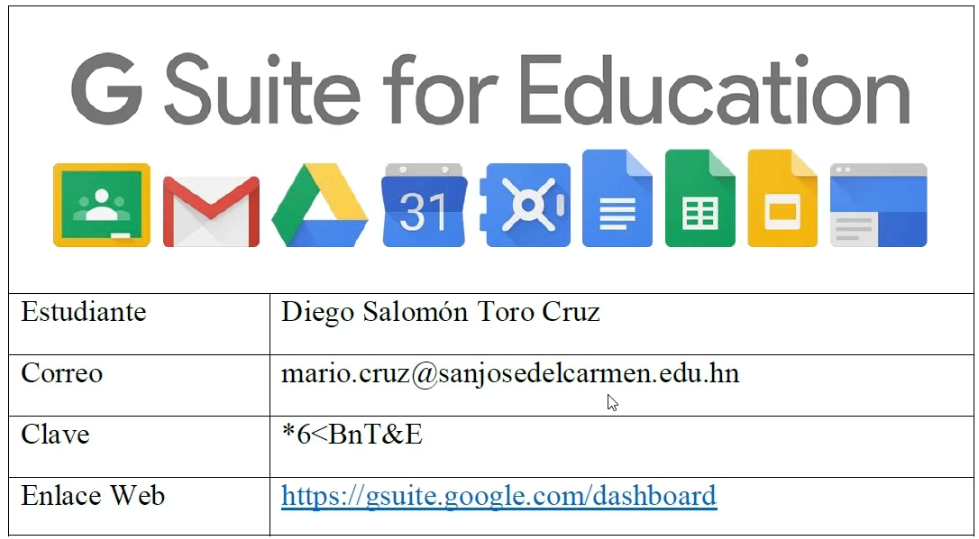 G Suite for Education
31
Estudiante Diego Salomón Toro Cruz
Correo mario.cruz@sanjosedelcarmen.edu.hn
Clave *6<BnT&E
Enlace Web https://gsuite.google.com/dashboard